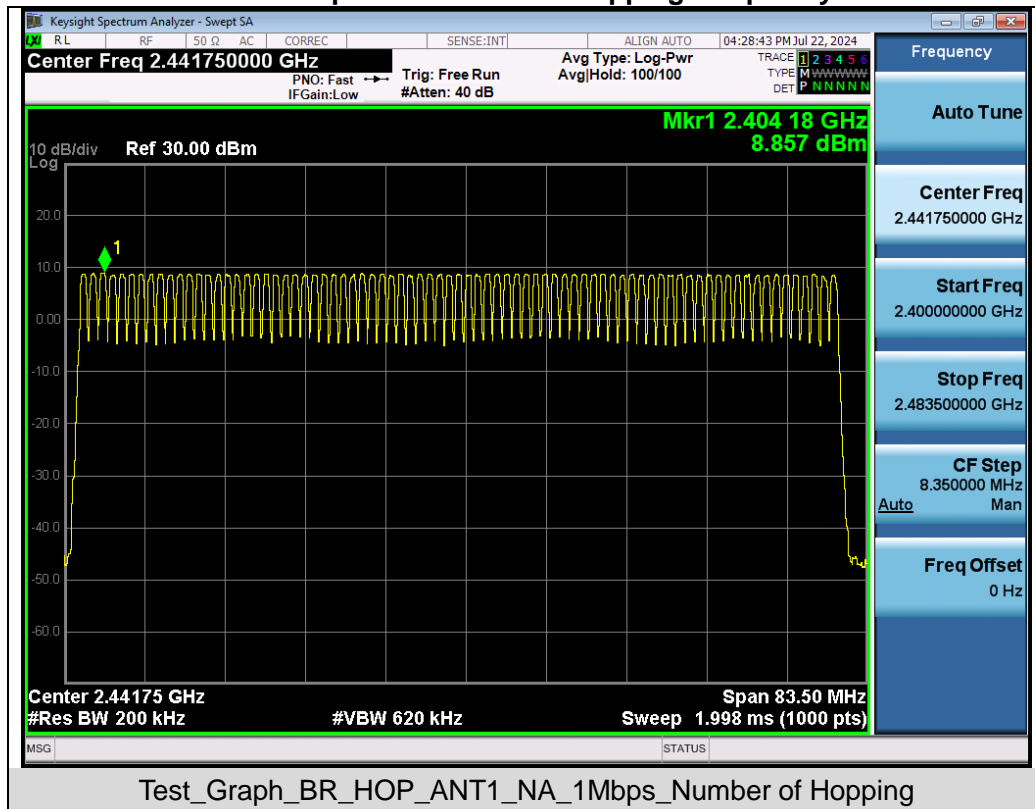 Keysight Spectrum Analyzer - Swept SA
LXI RL RF 50 Ω AC CORREC SENSE:INT ALIGN AUTO 04:28:43 PM Jul 22, 2024
Center Freq 2.441750000 GHz
PNO: Fast
IFGain:Low
Trig: Free Run
#Atten: 40 dB
Avg Type: Log-Pwr
Avg|Hold: 100/100
TRACE 1 2 3 4 5 6
TYPE M WWWWW
DET P N N N N N
Mkr1 2.404 18 GHz
8.857 dBm
10 dB/div Ref 30.00 dBm
Log
20.0
10.0
0.00
-10.0
-20.0
-30.0
-40.0
-50.0
-60.0
1
Center 2.44175 GHz
Span 83.50 MHz
#Res BW 200 kHz
#VBW 620 kHz
Sweep 1.998 ms (1000 pts)
MSG
STATUS
Frequency
Auto Tune
Center Freq
2.441750000 GHz
Start Freq
2.400000000 GHz
Stop Freq
2.483500000 GHz
CF Step
8.350000 MHz
Auto Man
Freq Offset
0 Hz
Test_Graph_BR_HOP_ANT1_NA_1Mbps_Number of Hopping